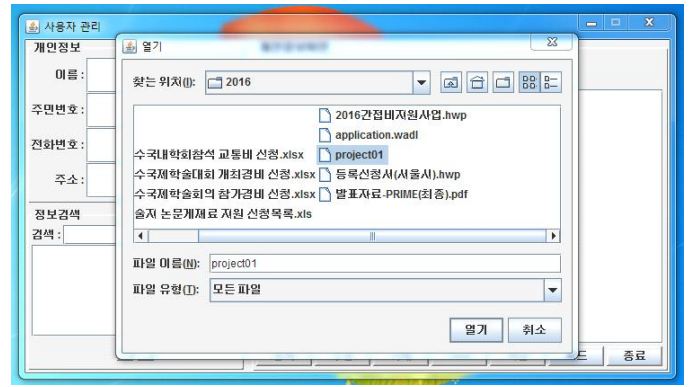 사용자 관리
개인정보
이름 :
주민번호 :
전화번호 :
주소 :
정보검색
검색 :
열기
찾는 위치(I):
2016
2016간접비지원사업.hwp
application.wadl
수국내학회참석 교통비 신청.xlsx
project01
수국제학술대회 개최경비 신청.xlsx
등록신청서(서울시).hwp
수국제학술회의 참가경비 신청.xlsx
발표자료-PRIME(최종).pdf
술지 논문게재료 지원 신청목록.xls
파일 이름(N):
project01
파일 유형(T):
모든 파일
열기
취소
드
종료